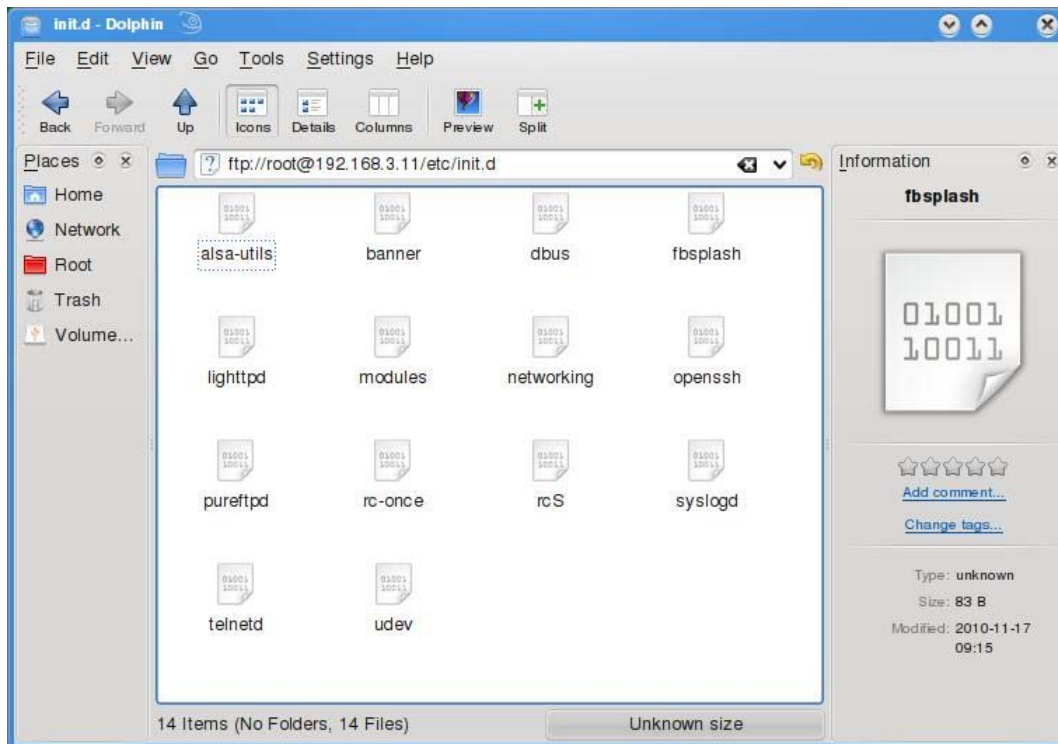 init.d - Dolphin
File Edit View Go Tools Settings Help
Back Forward Up Icons Details Columns Preview Split
Places
Home
Network
Root
Trash
Volume...
ftp://root@192.168.3.11/etc/init.d
alsa-utils banner dbus fbsplash
lighttpd modules networking openssh
pureftpd rc-once rcS syslogd
telnetd udev
14 Items (No Folders, 14 Files) Unknown size
Information
fbsplash
01001
10011
Add comment...
Change tags...
Type: unknown
Size: 83 B
Modified: 2010-11-17
09:15